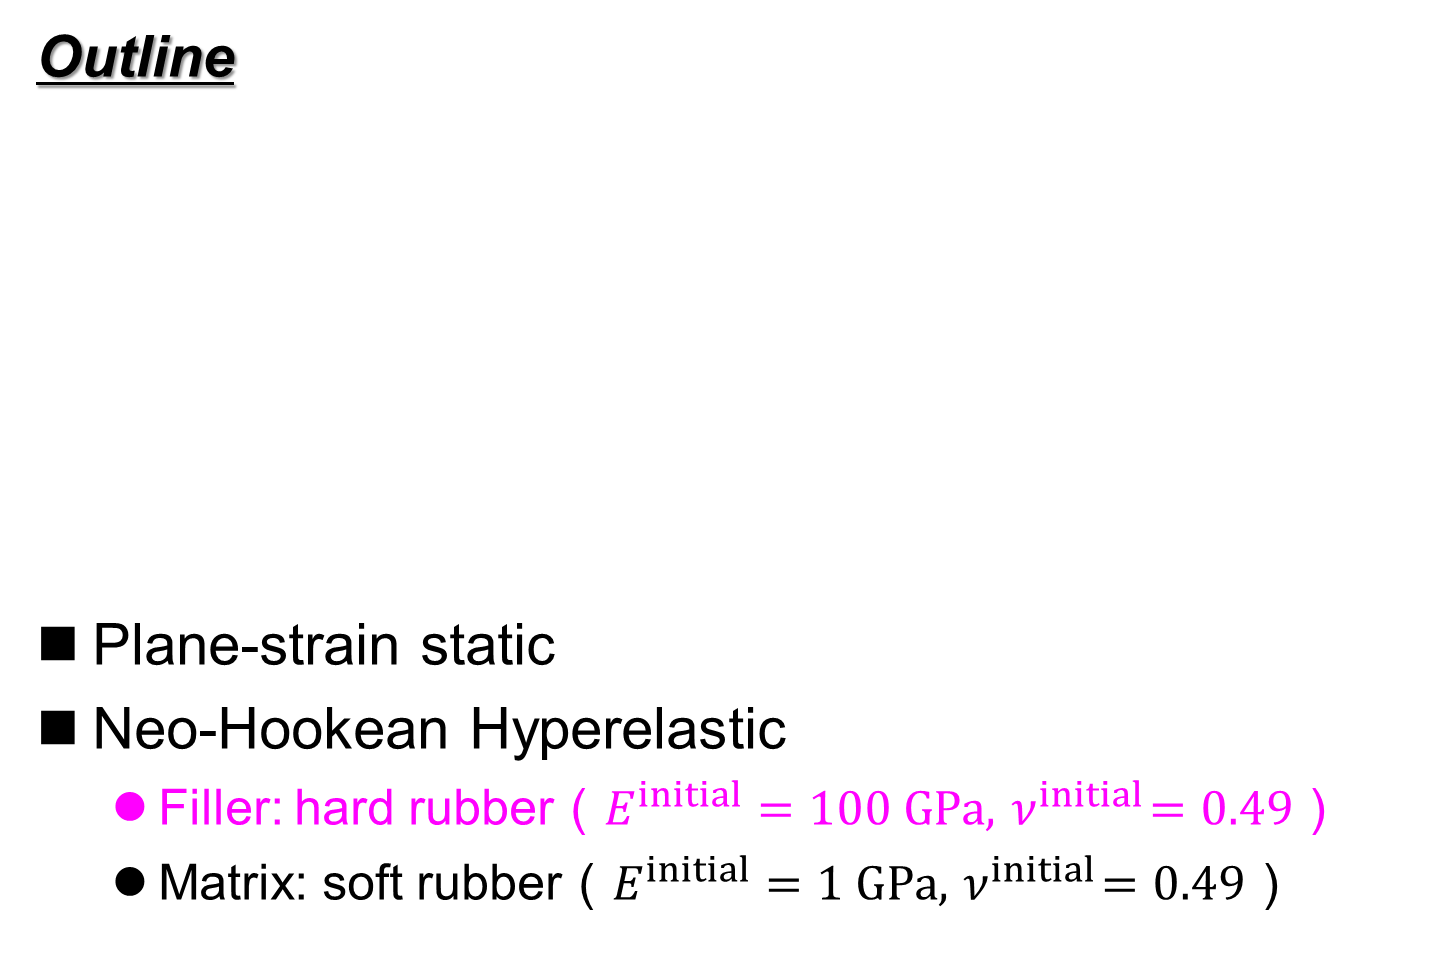 Outline
■ Plane-strain static
■ Neo-Hookean Hyperelastic
● Filler: hard rubber ( 𝐸^initial = 100 GPa, 𝜈^initial = 0.49 )
● Matrix: soft rubber ( 𝐸^initial = 1 GPa, 𝜈^initial = 0.49 )